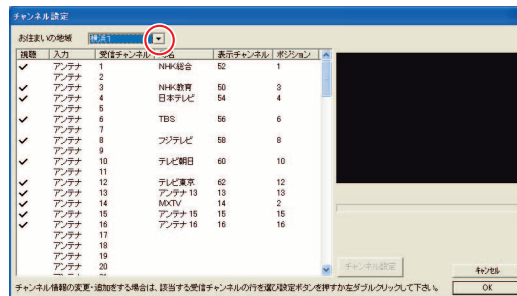 チャンネル設定
お住まいの地域 横浜1
視聴 入力 受信チャンネル 名 表示チャンネル ポジション
アンテナ 1 NHK総合 52 1
アンテナ 2
アンテナ 3 NHK教育 50 3
アンテナ 4 日本テレビ 54 4
アンテナ 5
アンテナ 6 TBS 56 6
アンテナ 7
アンテナ 8 フジテレビ 58 8
アンテナ 9
アンテナ 10 テレビ朝日 60 10
アンテナ 11
アンテナ 12 テレビ東京 62 12
アンテナ 13 アンテナ 13 13 13
アンテナ 14 MXTV 14 2
アンテナ 15 アンテナ 15 15 15
アンテナ 16 アンテナ 16 16 16
アンテナ 17
アンテナ 18
アンテナ 19
アンテナ 20
チャンネル設定 キャンセル
チャンネル情報の変更・追加をする場合は、該当する受信チャンネルの行を選び設定ボタンを押すか左ダブルクリックして下さい。 OK